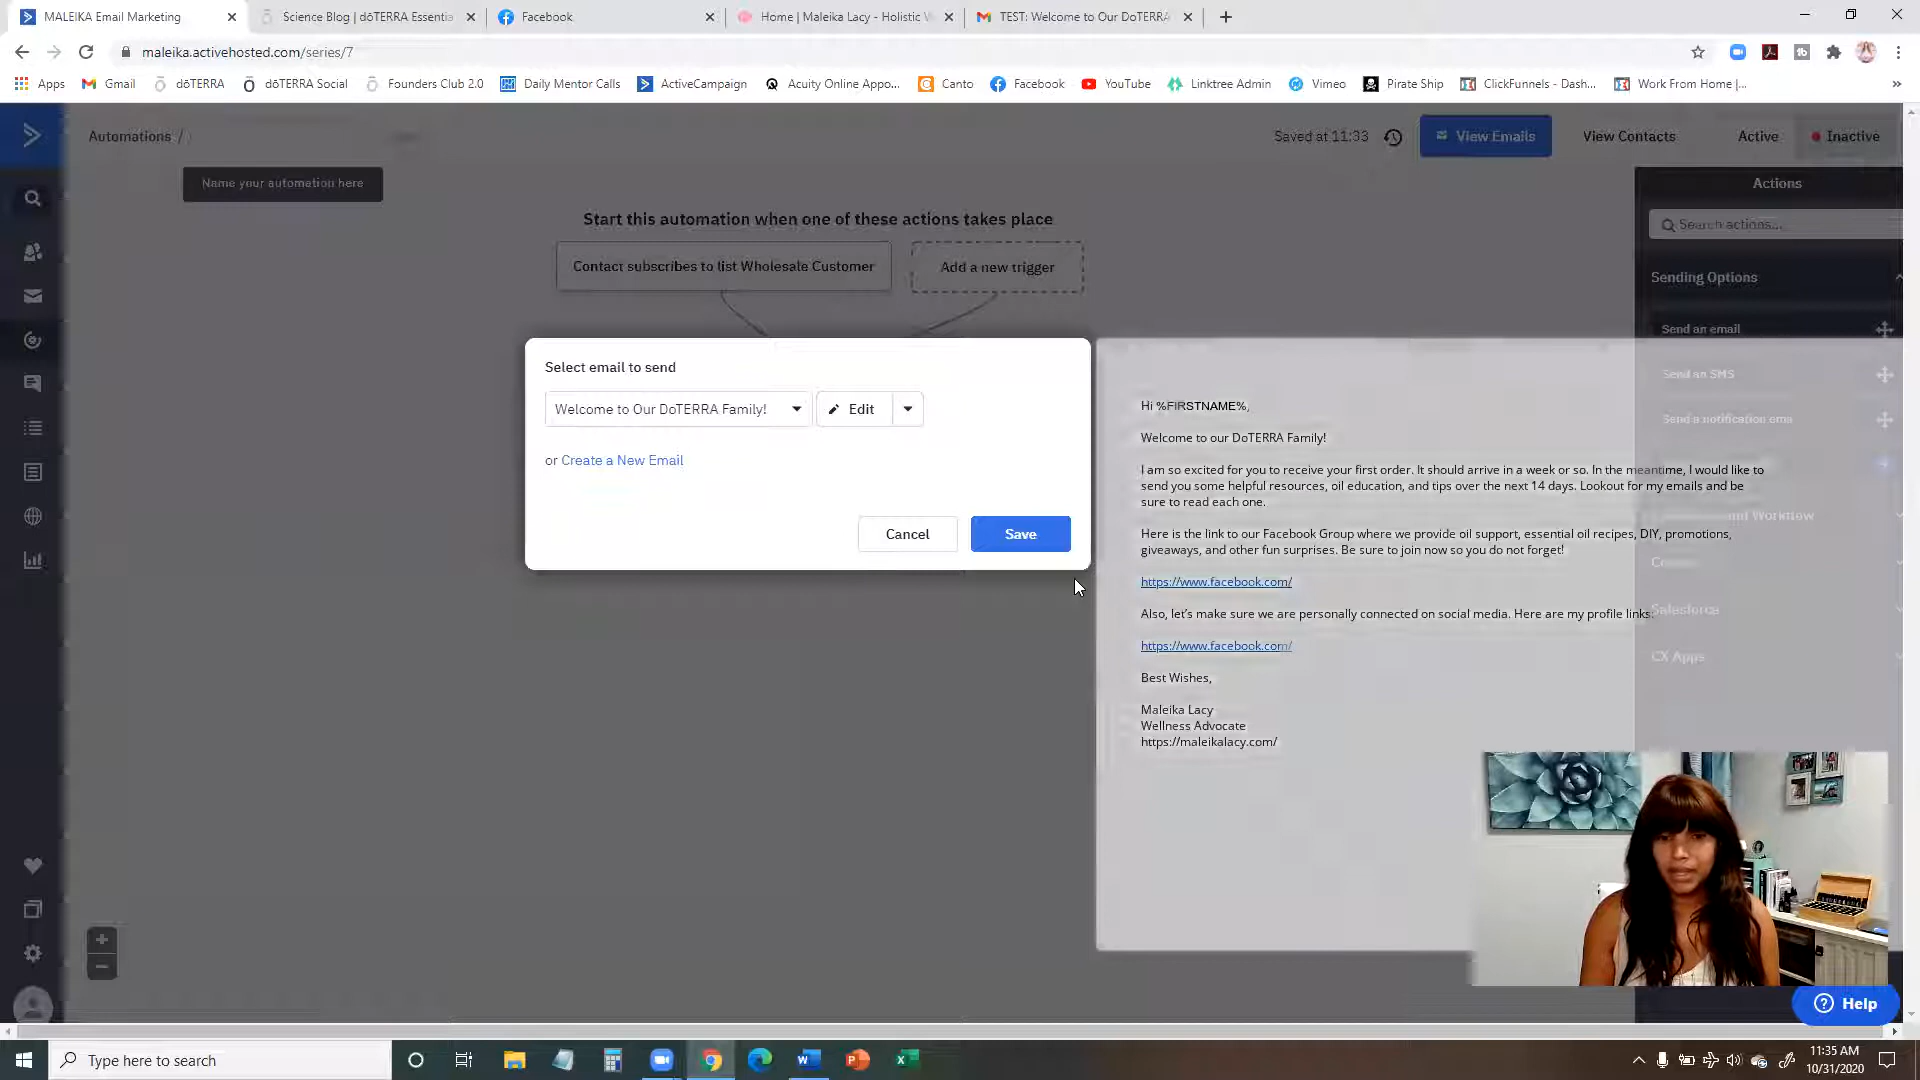 MALEIKA Email Marketing
Science Blog | dōTERRA Essentia
Facebook
Home | Maleika Lacy - Holistic W
TEST: Welcome to Our DoTERRA
maleika.activehosted.com/series/7
Apps
Gmail
dōTERRA
dōTERRA Social
Founders Club 2.0
Daily Mentor Calls
ActiveCampaign
Acuity Online Appo...
Canto
Facebook
YouTube
Linktree Admin
Vimeo
Pirate Ship
ClickFunnels - Dash...
Work From Home |...
»
Automations /
Saved at 11:33
View Emails
View Contacts
Active
Inactive
Name your automation here
Actions
Search actions...
Start this automation when one of these actions takes place
Contact subscribes to list Wholesale Customer
Add a new trigger
Sending Options
Send an email
Send an SMS
Send a notification ema
Workflow
Salesforce
CX Apps
Select email to send
Welcome to Our DoTERRA Family!
Edit
or Create a New Email
Cancel
Save
Hi %FIRSTNAME%,
Welcome to our DoTERRA Family!
I am so excited for you to receive your first order. It should arrive in a week or so. In the meantime, I would like to
send you some helpful resources, oil education, and tips over the next 14 days. Lookout for my emails and be
sure to read each one.
Here is the link to our Facebook Group where we provide oil support, essential oil recipes, DIY, promotions,
giveaways, and other fun surprises. Be sure to join now so you do not forget!
https://www.facebook.com/
Also, let's make sure we are personally connected on social media. Here are my profile links.
https://www.facebook.com/
Best Wishes,
Maleika Lacy
Wellness Advocate
https://maleikalacy.com/
Help
Type here to search
11:35 AM
10/31/2020